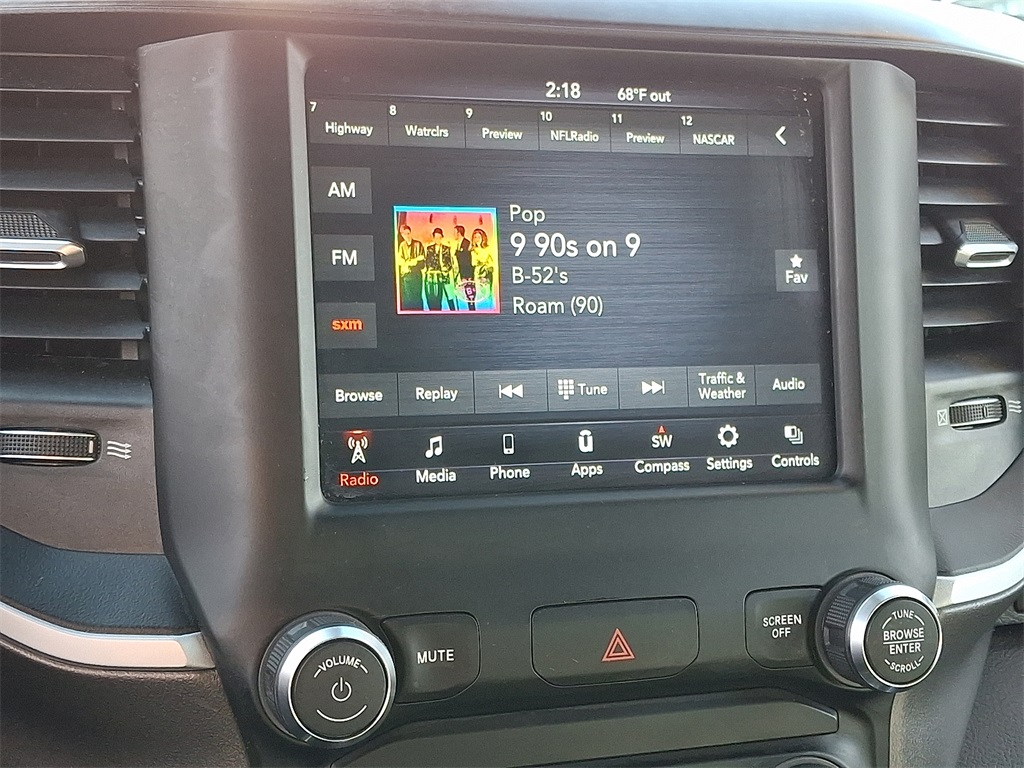 2:18 68°F out
7 Highway 8 Watrclrs 9 Preview 10 NFLRadio 11 Preview 12 NASCAR
AM
Pop
9 90s on 9
FM
B-52's
Fav
Roam (90)
sxm
Browse Replay Tune Traffic & Weather Audio
SW
Radio Media Phone Apps Compass Settings Controls
VOLUME
MUTE
SCREEN
OFF
TUNE
BROWSE
ENTER
SCROLL